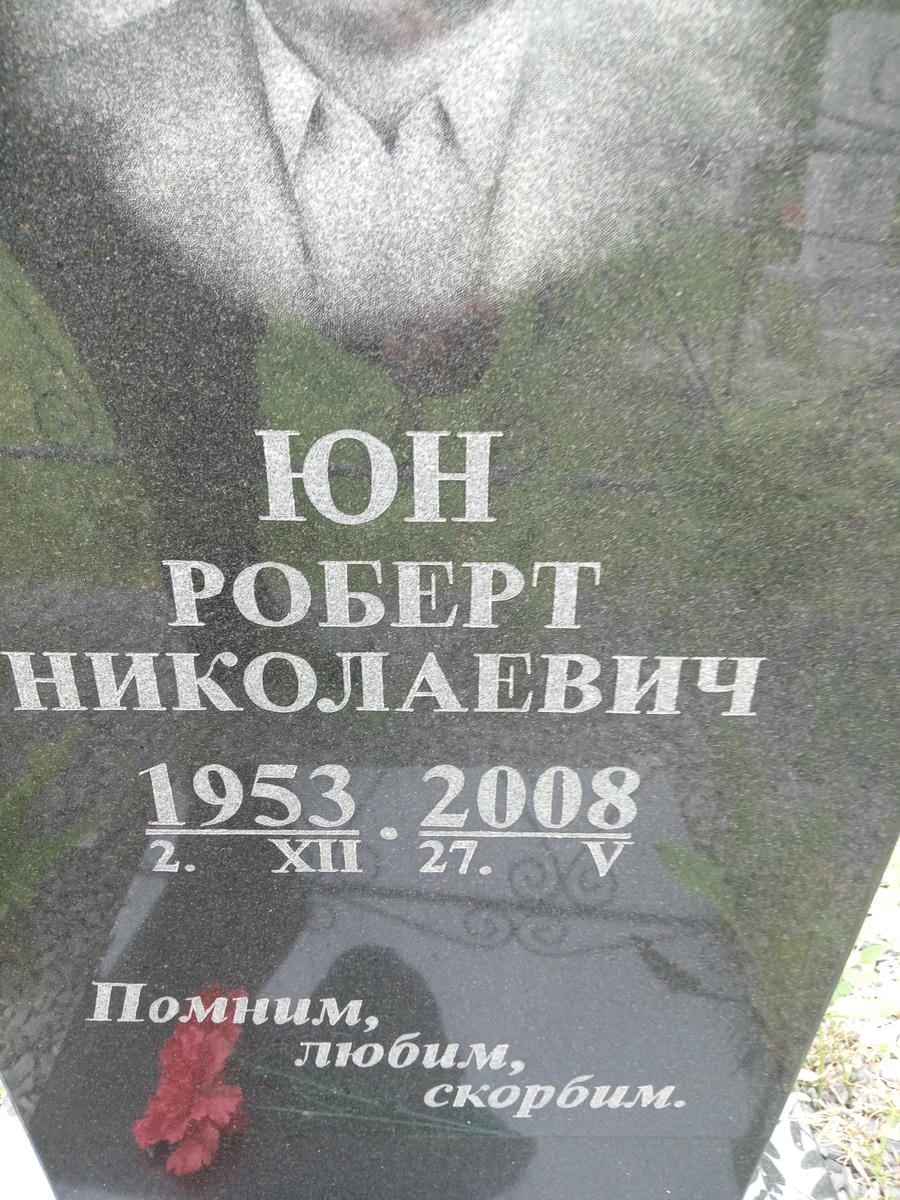 ЮН
РОБЕРТ
НИКОЛАЕВИЧ
1953 . 2008
2. XII 27. V
Помним,
любим,
скорбим.